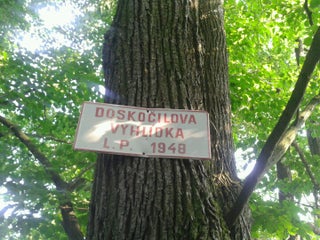 DOSKOČILOVA
VYHLÍDKA
L. P. 1948